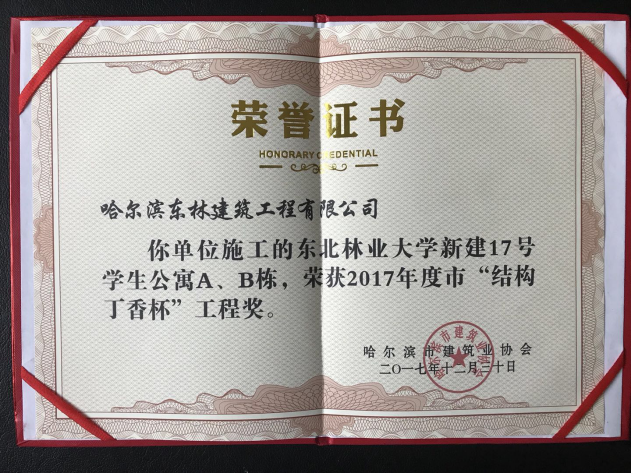 荣誉证书
HONORARY CREDENTIAL
哈尔滨东林建筑工程有限公司
你单位施工的东北林业大学新建17号
学生公寓A、B栋，荣获2017年度市“结构
丁香杯”工程奖。
哈尔滨市建筑业协会
二〇一七年十二月三十日